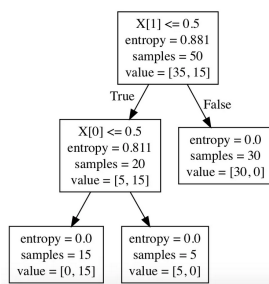 X[1] <= 0.5
entropy = 0.881
samples = 50
value = [35, 15]
True
False
X[0] <= 0.5
entropy = 0.811
samples = 20
value = [5, 15]
entropy = 0.0
samples = 30
value = [30, 0]
entropy = 0.0
samples = 15
value = [0, 15]
entropy = 0.0
samples = 5
value = [5, 0]